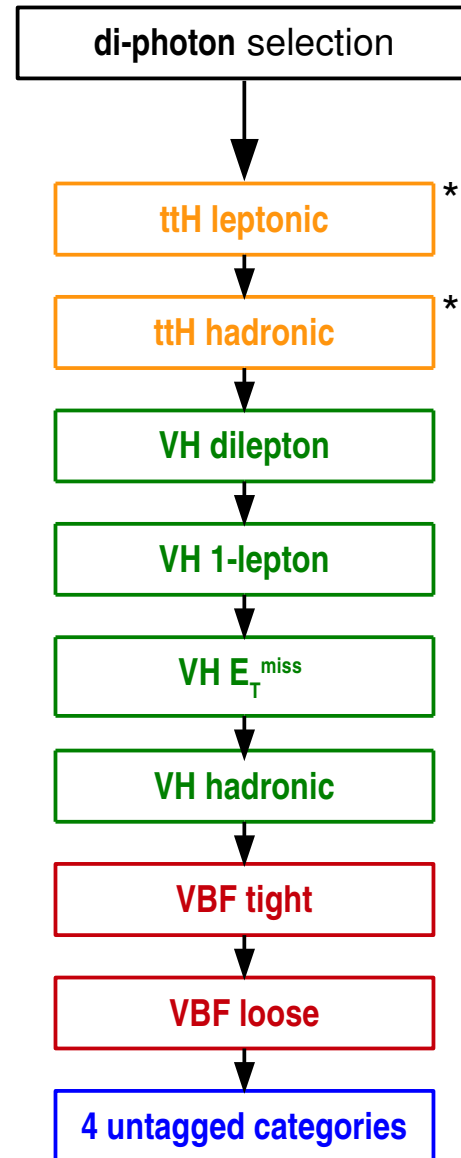 di-photon selection
ttH leptonic *
ttH hadronic *
VH dilepton
VH 1-lepton
VH E_T^miss
VH hadronic
VBF tight
VBF loose
4 untagged categories